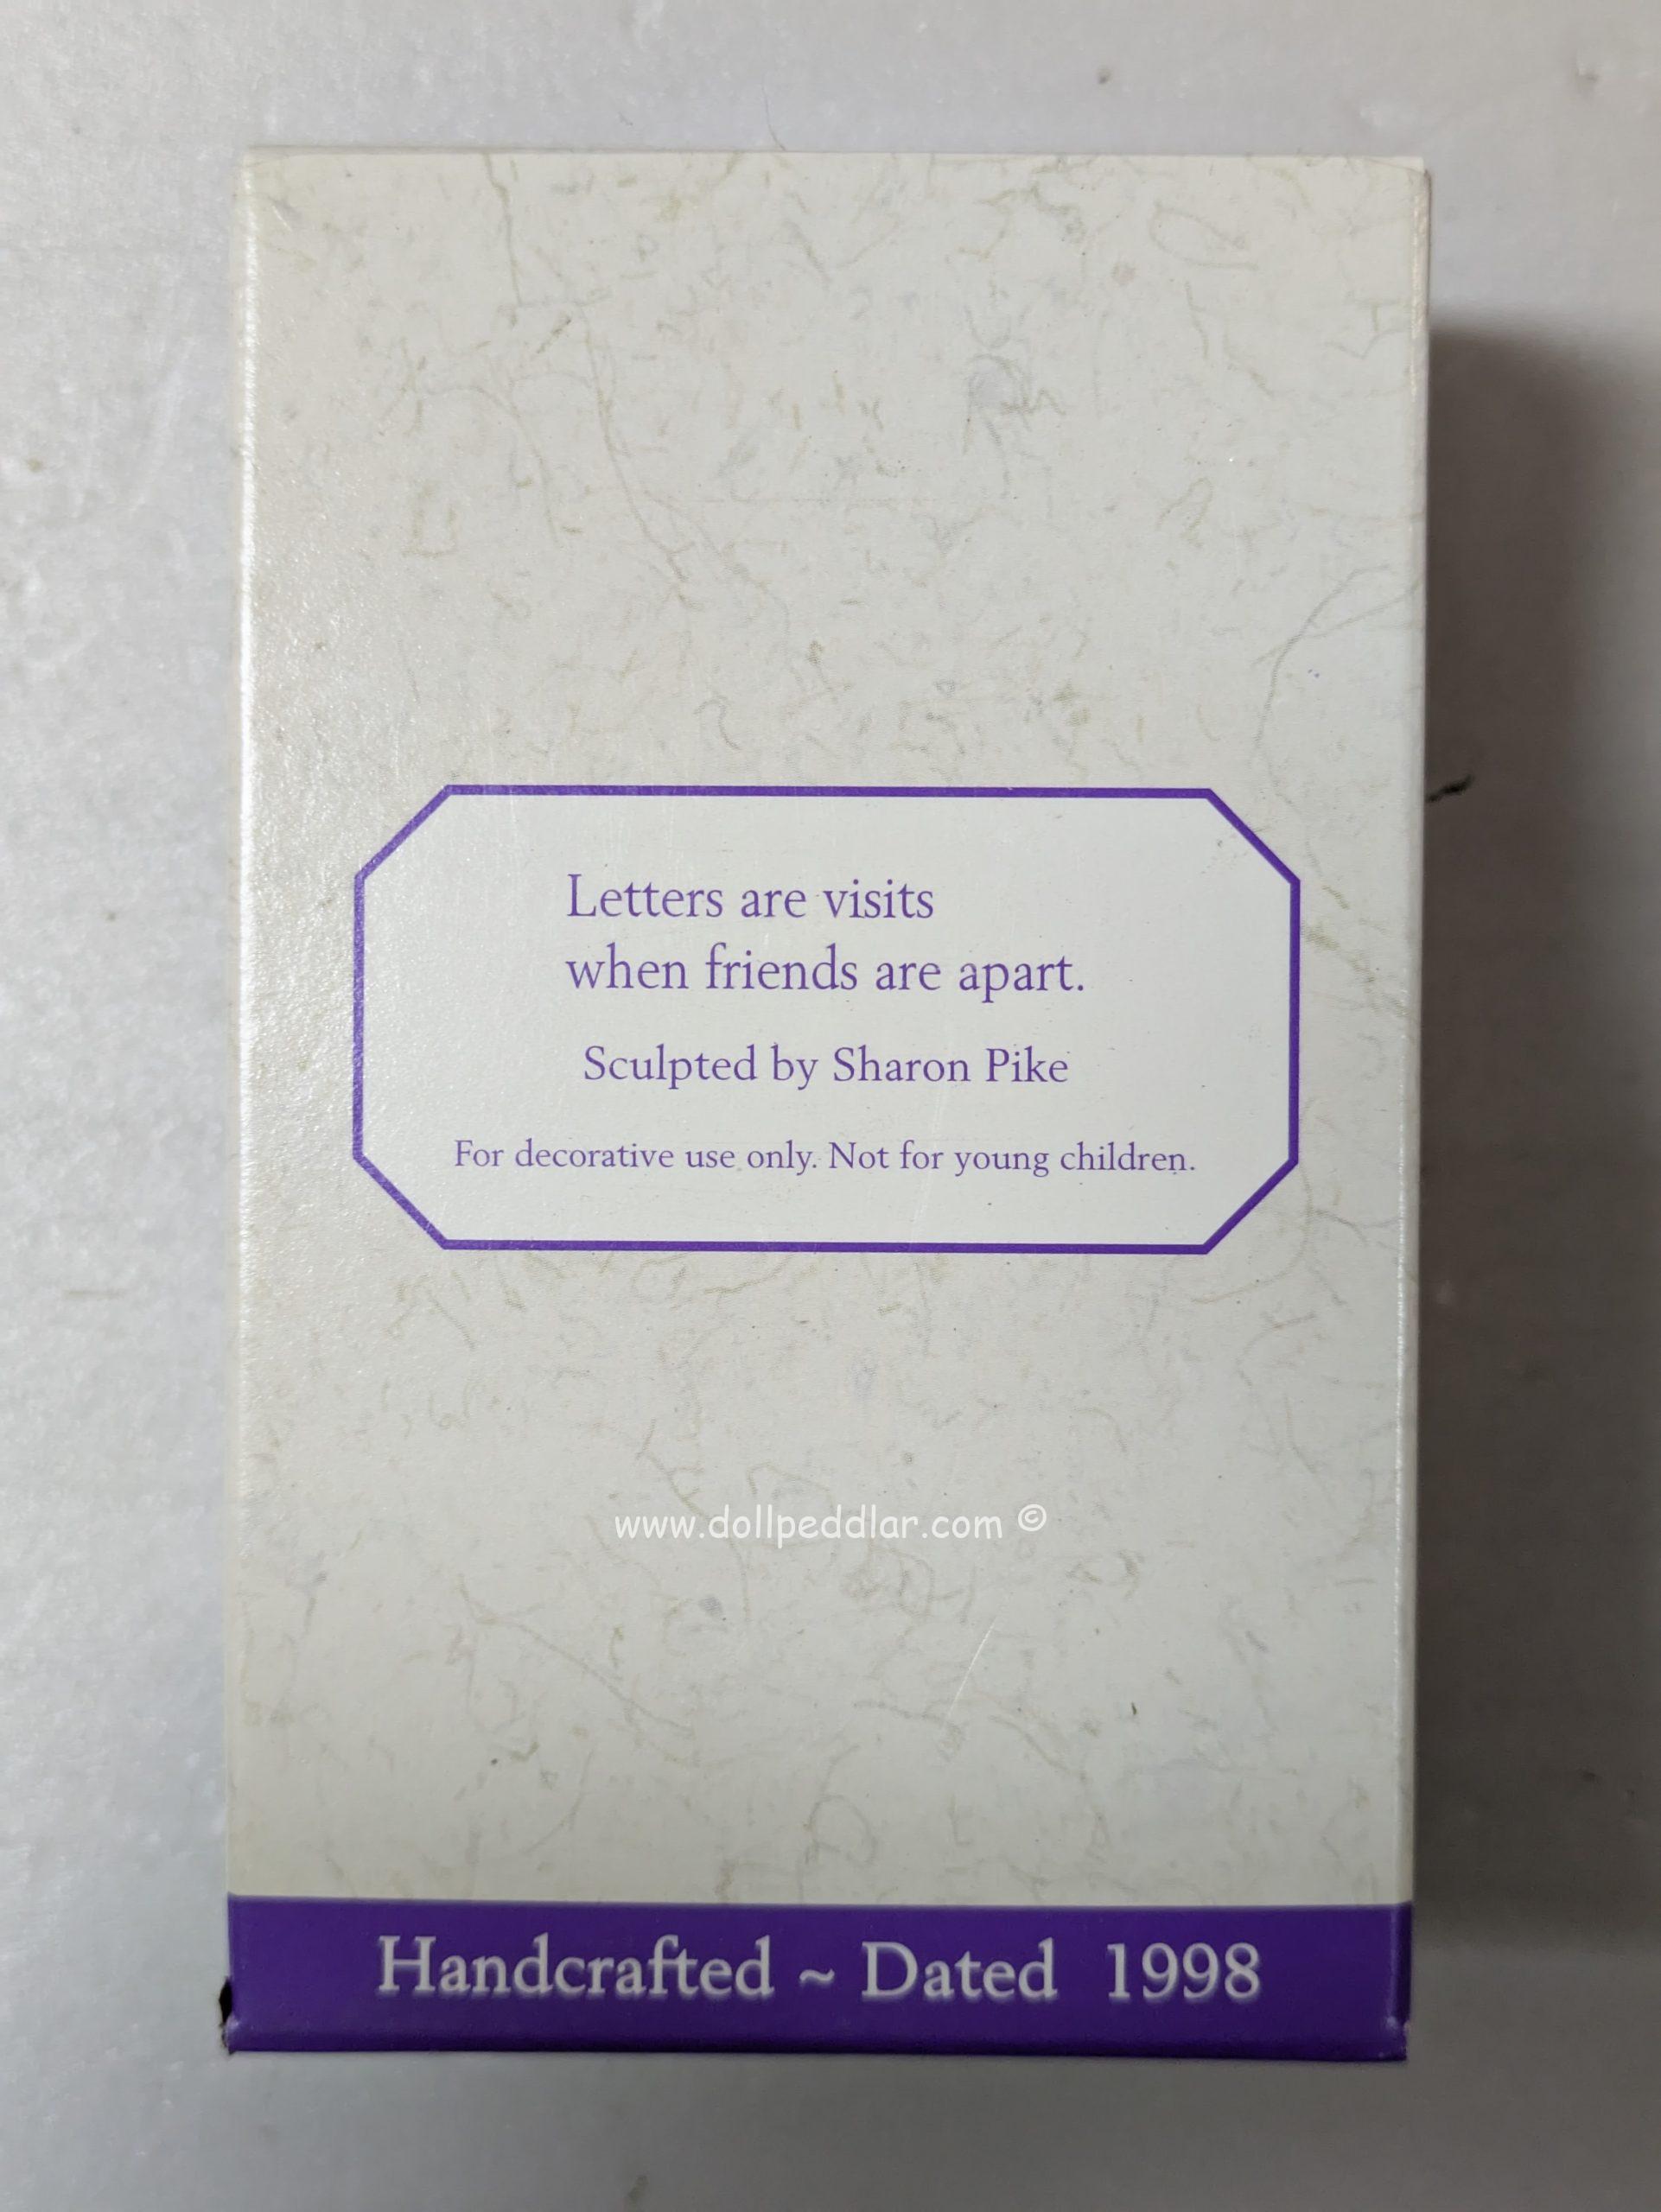 Letters are visits
when friends are apart.
Sculpted by Sharon Pike
For decorative use only. Not for young children.
www.dollpeddlar.com ©
Handcrafted ~ Dated 1998